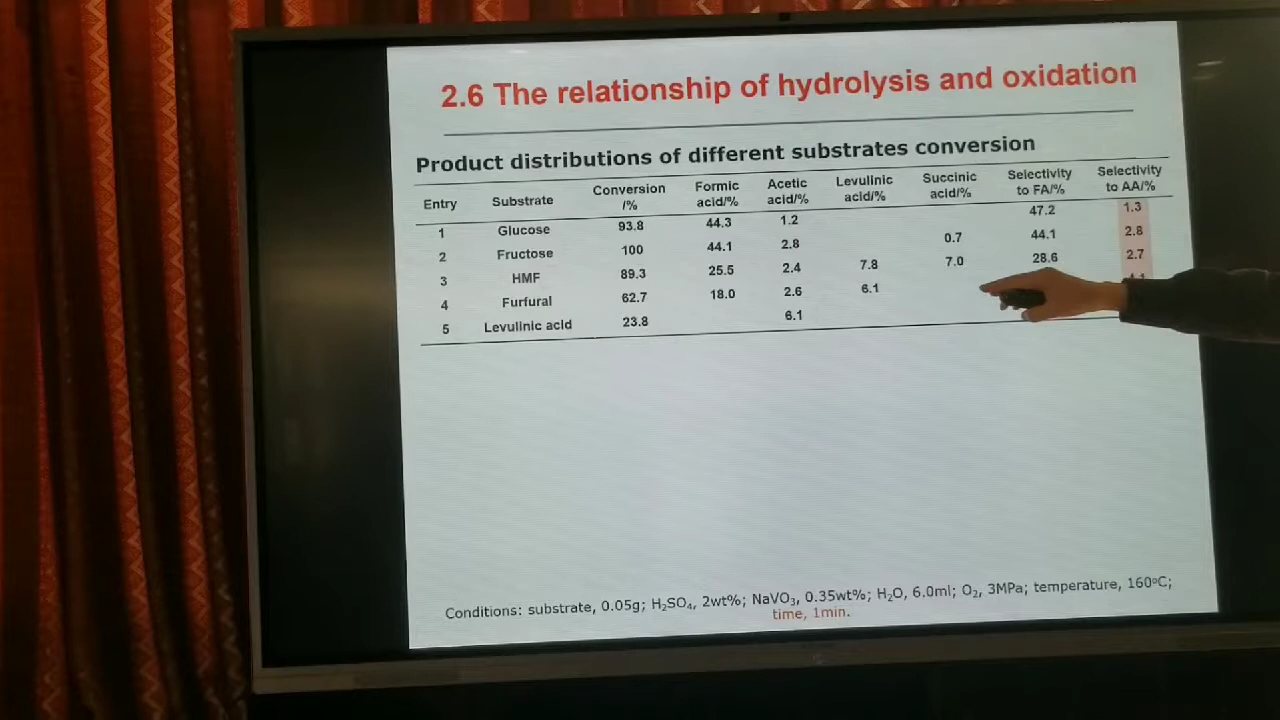 2.6 The relationship of hydrolysis and oxidation
Product distributions of different substrates conversion
Entry Substrate Conversion /% Formic acid/% Acetic acid/% Levulinic acid/% Succinic acid/% Selectivity to FA/% Selectivity to AA/%
1 Glucose 93.8 44.3 1.2 47.2 1.3
2 Fructose 100 44.1 2.8 0.7 44.1 2.8
3 HMF 89.3 25.5 2.4 7.8 7.0 28.6 2.7
4 Furfural 62.7 18.0 2.6 6.1
5 Levulinic acid 23.8 6.1
Conditions: substrate, 0.05g; H₂SO₄, 2wt%; NaVO₃, 0.35wt%; H₂O, 6.0ml; O₂, 3MPa; temperature, 160ºC;
time, 1min.